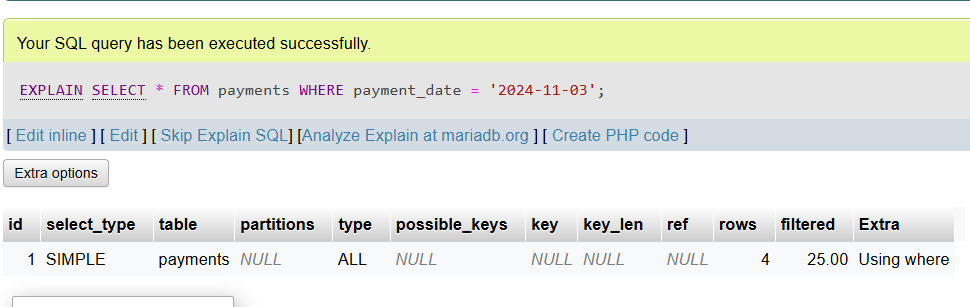 Your SQL query has been executed successfully.
EXPLAIN SELECT * FROM payments WHERE payment_date = '2024-11-03';
[ Edit inline ] [ Edit ] [ Skip Explain SQL] [Analyze Explain at mariadb.org ] [ Create PHP code ]
Extra options
id select_type table partitions type possible_keys key key_len ref rows filtered Extra
1 SIMPLE payments NULL ALL NULL NULL NULL NULL 4 25.00 Using where